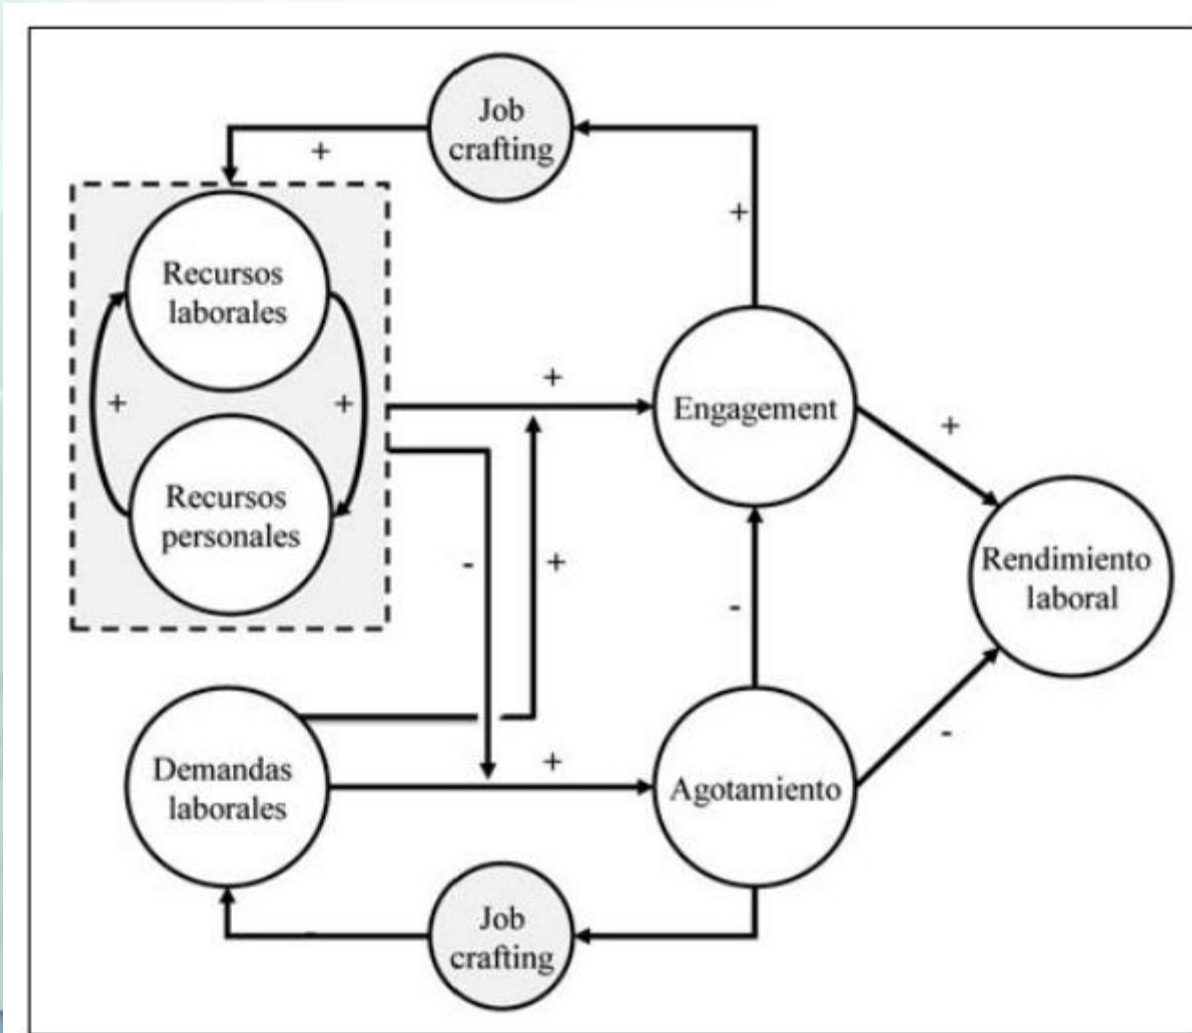 Job
crafting
+
+
Recursos
laborales
+
+
+
Engagement
+
Recursos
personales
-
+
-
Rendimiento
laboral
-
Demandas
laborales
+
Agotamiento
Job
crafting
-